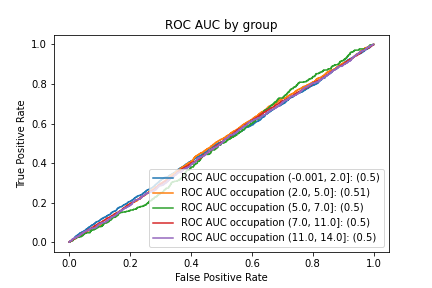 ROC AUC by group
1.0
0.8
0.6
0.4
0.2
0.0
True Positive Rate
ROC AUC occupation (-0.001, 2.0]: (0.5)
ROC AUC occupation (2.0, 5.0]: (0.51)
ROC AUC occupation (5.0, 7.0]: (0.5)
ROC AUC occupation (7.0, 11.0]: (0.5)
ROC AUC occupation (11.0, 14.0]: (0.5)
0.0 0.2 0.4 0.6 0.8 1.0
False Positive Rate